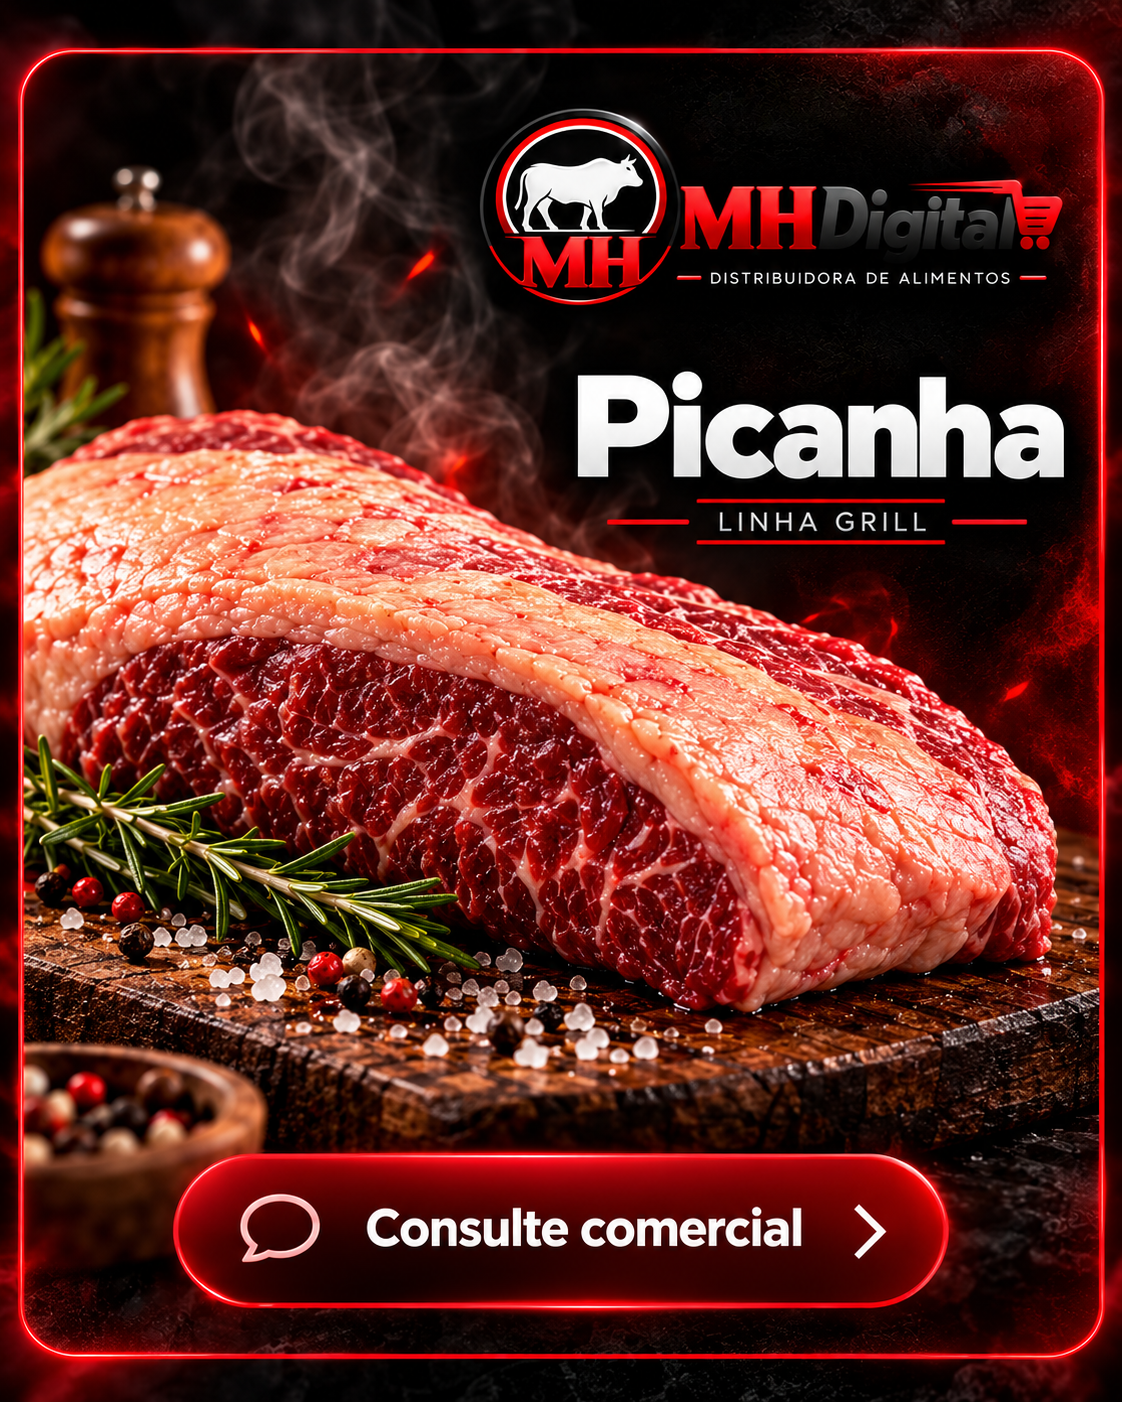 MH
MHDigital
DISTRIBUIDORA DE ALIMENTOS
Picanha
LINHA GRILL
Consulte comercial